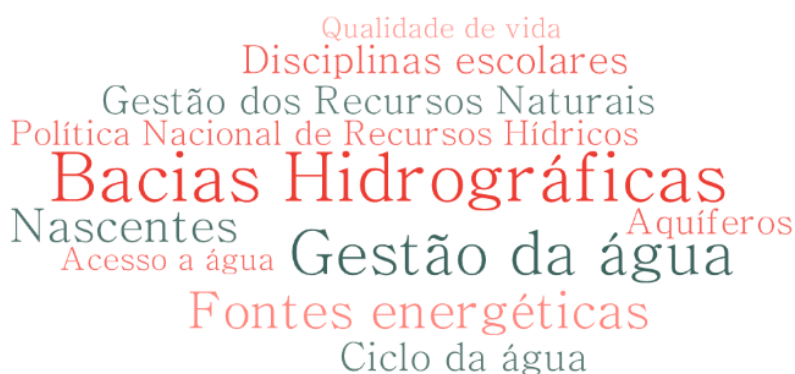 Qualidade de vida
Disciplinas escolares
Gestão dos Recursos Naturais
Política Nacional de Recursos Hídricos
Bacias Hidrográficas
Nascentes
Aquíferos
Acesso a água
Gestão da água
Fontes energéticas
Ciclo da água